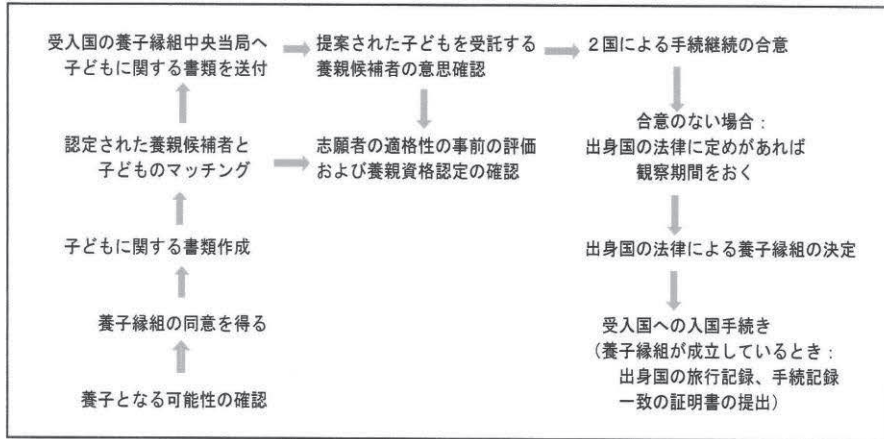 受入国の養子縁組中央当局へ
子どもに関する書類を送付
提案された子どもを受託する
養親候補者の意思確認
2国による手続継続の合意
認定された養親候補者と
子どものマッチング
志願者の適格性の事前の評価
および養親資格認定の確認
合意のない場合：
出身国の法律に定めがあれば
観察期間をおく
子どもに関する書類作成
出身国の法律による養子縁組の決定
養子縁組の同意を得る
受入国への入国手続き
（養子縁組が成立しているとき：
出身国の旅行記録、手続記録
一致の証明書の提出）
養子となる可能性の確認